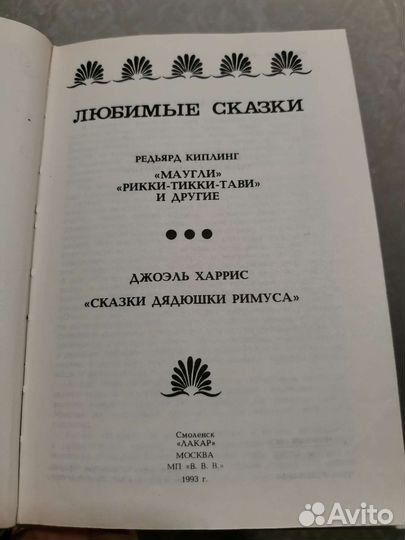 ЛЮБИМЫЕ СКАЗКИ
РЕДЬЯРД КИПЛИНГ
«МАУГЛИ»
«РИККИ-ТИККИ-ТАВИ»
И ДРУГИЕ
ДЖОЭЛЬ ХАРРИС
«СКАЗКИ ДЯДЮШКИ РИМУСА»
Смоленск
«ЛАКАР»
МОСКВА
МП «В. В. В.»
1993 г.
Avito